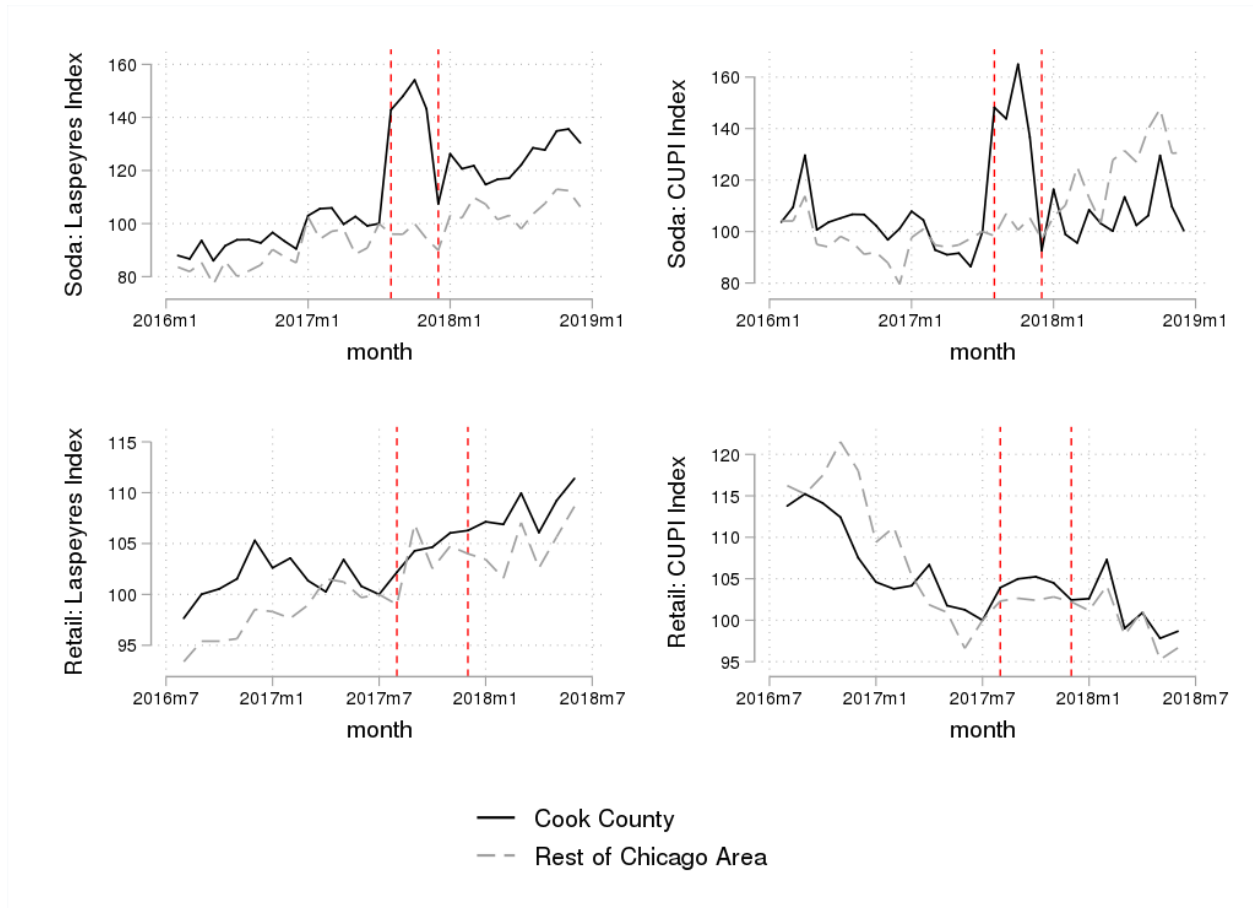 Soda: Laspeyres Index
160
140
120
100
80
2016m1 2017m1 2018m1 2019m1
month
Soda: CUPI Index
160
140
120
100
80
2016m1 2017m1 2018m1 2019m1
month
Retail: Laspeyres Index
115
110
105
100
95
2016m7 2017m1 2017m7 2018m1 2018m7
month
Retail: CUPI Index
120
115
110
105
100
95
2016m7 2017m1 2017m7 2018m1 2018m7
month
Cook County
Rest of Chicago Area